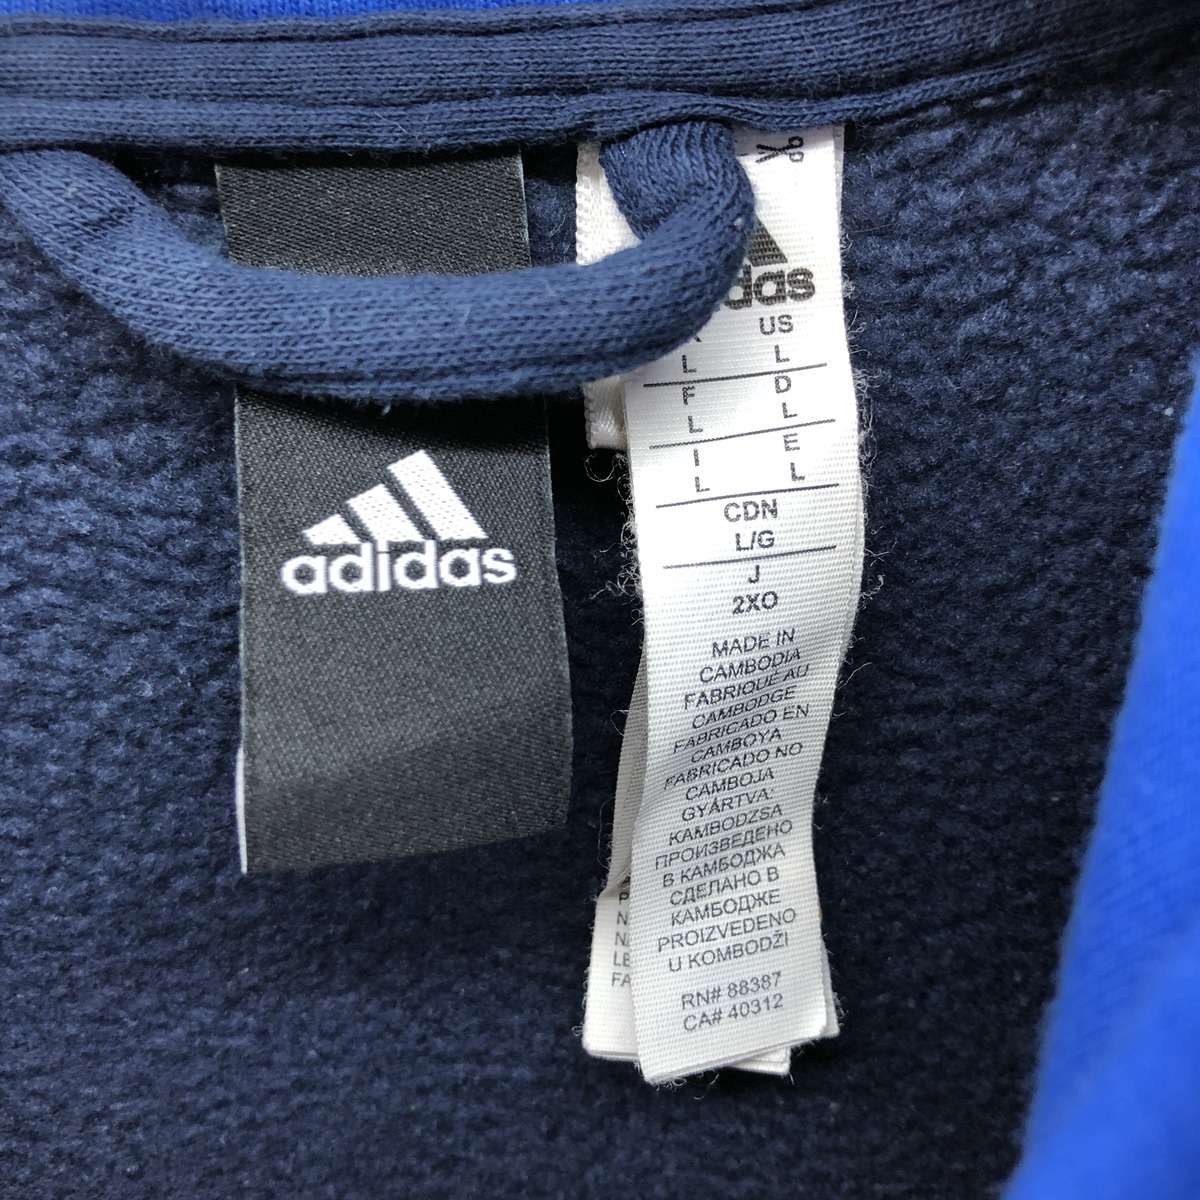 adidas
das
US
L L
F D
L L
I E
L L
CDN
L/G
J
2XO
MADE IN
CAMBODIA
FABRIQUÉ AU
CAMBODGE
FABRICADO EN
CAMBOYA
FABRICADO NO
CAMBOJA
GYÁRTVA:
KAMBODZSA
ПРОИЗВЕДЕНО
В КАМБОДЖА
СДЕЛАНО В
КАМБОДЖЕ
PROIZVEDENO
U KOMBODŽI
RN# 88387
CA# 40312